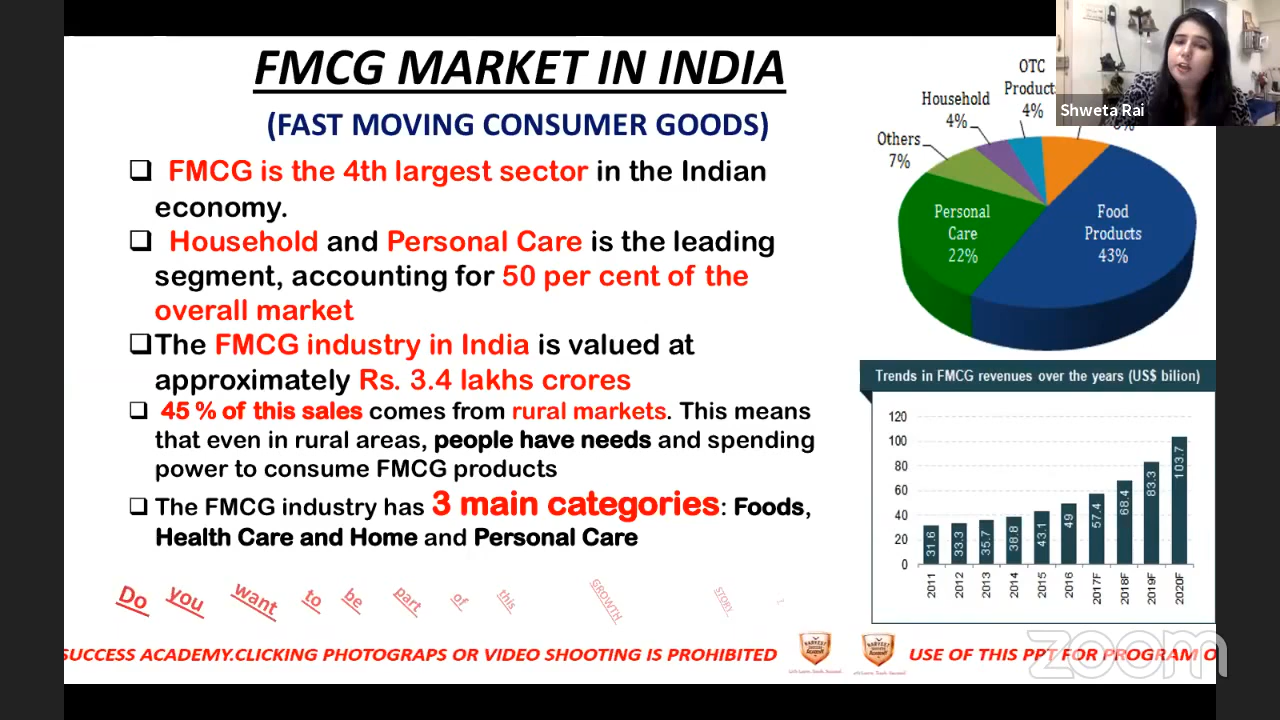 FMCG MARKET IN INDIA
(FAST MOVING CONSUMER GOODS)
FMCG is the 4th largest sector in the Indian
economy.
Household and Personal Care is the leading
segment, accounting for 50 per cent of the
overall market
The FMCG industry in India is valued at
approximately Rs. 3.4 lakhs crores
45 % of this sales comes from rural markets. This means
that even in rural areas, people have needs and spending
power to consume FMCG products
The FMCG industry has 3 main categories: Foods,
Health Care and Home and Personal Care
Do you want to be part of this GROWTH STORY
SUCCESS ACADEMY.CLICKING PHOTOGRAPS OR VIDEO SHOOTING IS PROHIBITED
USE OF THIS PPT FOR PROGRAM O
Shweta Rai
OTC
Product
4%
Household
4%
Others
7%
Personal
Care
22%
Food
Products
43%
Trends in FMCG revenues over the years (US$ bilion)
120
100
80
60
40
20
0
31.6
33.3
35.7
38.8
43.1
49
57.4
68.4
83.3
103.7
2011
2012
2013
2014
2015
2016
2017F
2018F
2019F
2020F
zoom